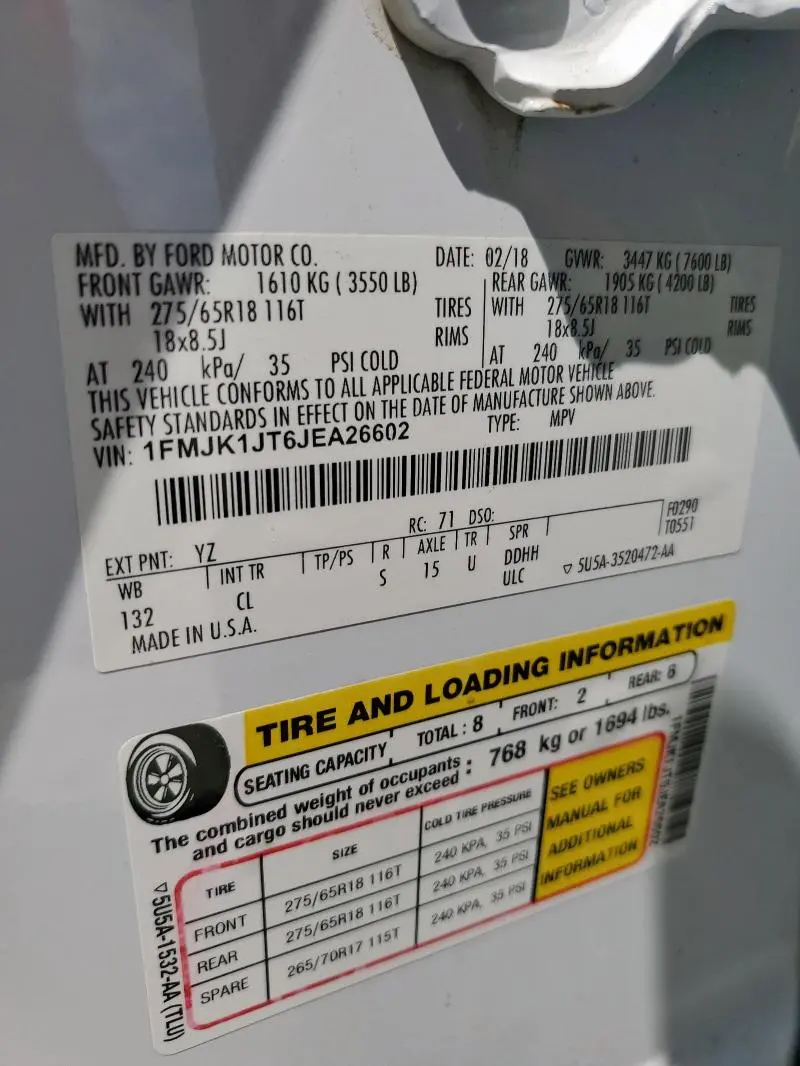 MFD. BY FORD MOTOR CO. DATE: 02/18 GVWR: 3447 KG ( 7600 LB)
FRONT GAWR: 1610 KG ( 3550 LB) REAR GAWR: 1905 KG ( 4200 LB)
WITH 275/65R18 116T TIRES WITH 275/65R18 116T TIRES
18x8.5J RIMS 18x8.5J RIMS
AT 240 kPa/ 35 PSI COLD AT 240 kPa/ 35 PSI COLD
THIS VEHICLE CONFORMS TO ALL APPLICABLE FEDERAL MOTOR VEHICLE
SAFETY STANDARDS IN EFFECT ON THE DATE OF MANUFACTURE SHOWN ABOVE.
VIN: 1FMJK1JT6JEA26602 TYPE: MPV
EXT PNT: YZ RC: 71 DSO: F0290
WB INT TR TP/PS R AXLE TR SPR T0551
132 CL S 15 U DDHH ▽ 5U5A-3520472-AA
ULC
MADE IN U.S.A.
TIRE AND LOADING INFORMATION
SEATING CAPACITY TOTAL : 8 FRONT: 2 REAR: 6
The combined weight of occupants and cargo should never exceed : 768 kg or 1694 lbs.
TIRE SIZE COLD TIRE PRESSURE
FRONT 275/65R18 116T 240 KPA, 35 PSI
REAR 275/65R18 116T 240 KPA, 35 PSI
SPARE 265/70R17 115T 240 KPA, 35 PSI
SEE OWNERS
MANUAL FOR
ADDITIONAL
INFORMATION
▽5U5A-1532-AA (TLU)